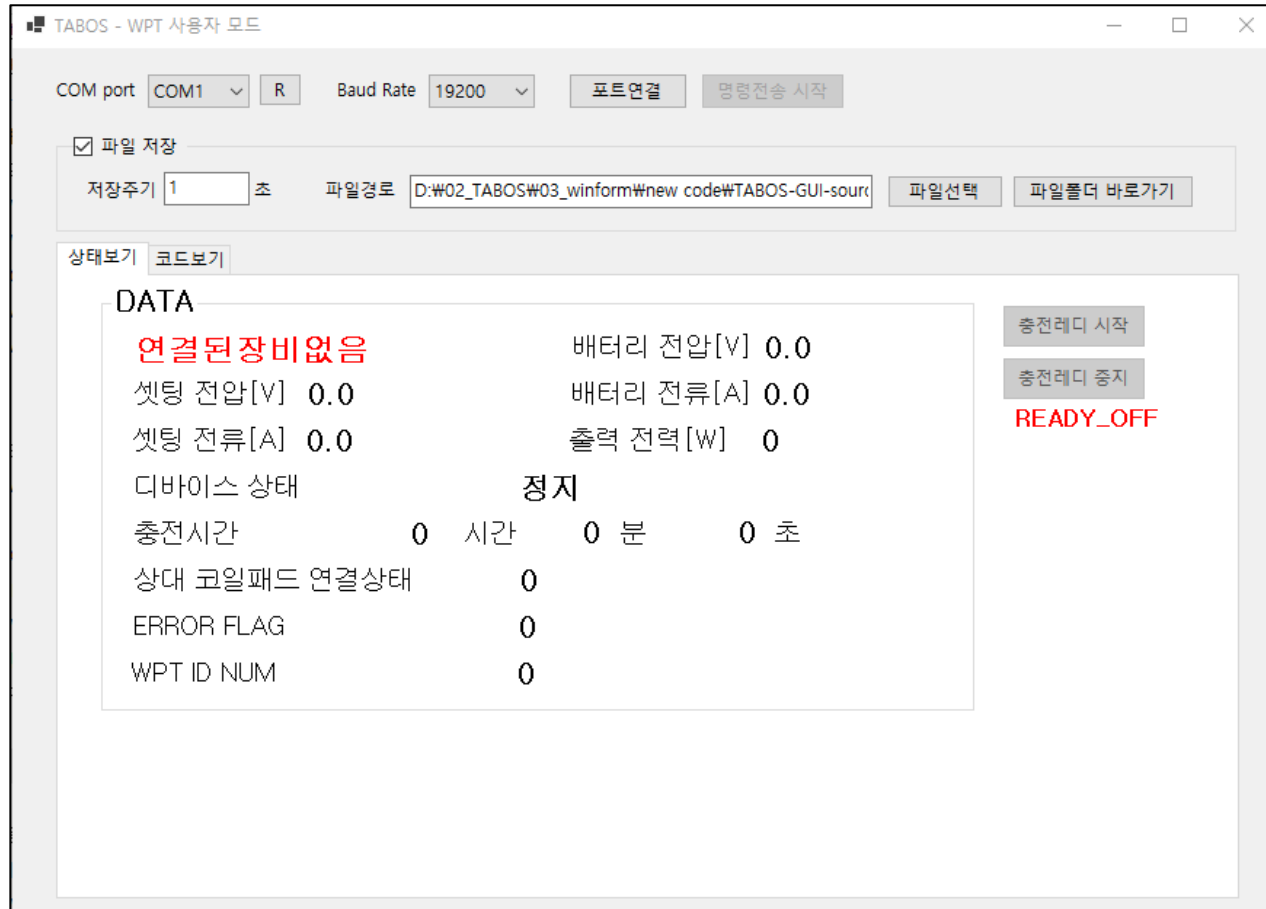 TABOS - WPT 사용자 모드
COM port COM1 R Baud Rate 19200 포트연결 명령전송 시작
파일 저장
저장주기 1 초 파일경로 D:₩02_TABOS₩03_winform₩new code₩TABOS-GUI-sourc 파일선택 파일폴더 바로가기
상태보기 코드보기
DATA
연결된장비없음 배터리 전압[V] 0.0 충전레디 시작
셋팅 전압[V] 0.0 배터리 전류[A] 0.0 충전레디 중지
셋팅 전류[A] 0.0 출력 전력[W] 0 READY_OFF
디바이스 상태 정지
충전시간 0 시간 0 분 0 초
상대 코일패드 연결상태 0
ERROR FLAG 0
WPT ID NUM 0